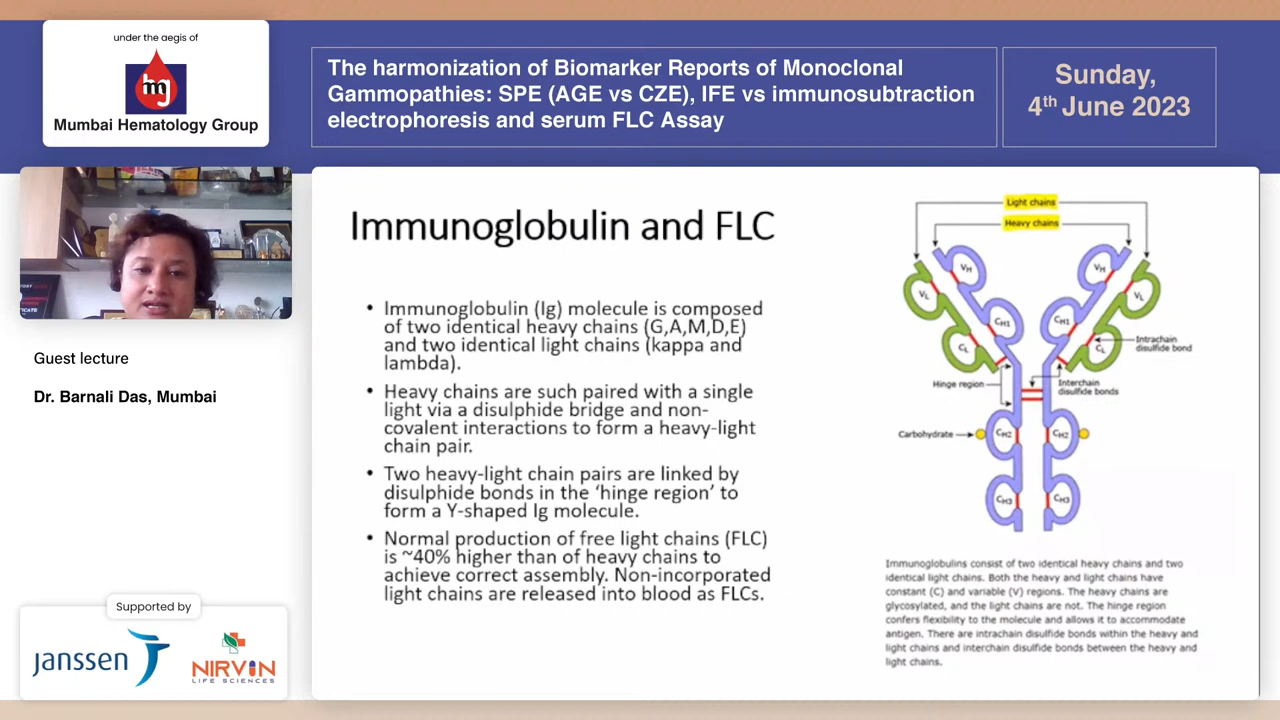 under the aegis of
mg
Mumbai Hematology Group
The harmonization of Biomarker Reports of Monoclonal
Gammopathies: SPE (AGE vs CZE), IFE vs immunosubtraction
electrophoresis and serum FLC Assay
Sunday,
4th June 2023
Guest lecture
Dr. Barnali Das, Mumbai
Supported by
janssen
NIRVIN
LIFE SCIENCES
Immunoglobulin and FLC
• Immunoglobulin (Ig) molecule is composed
of two identical heavy chains (G,A,M,D,E)
and two identical light chains (kappa and
lambda).
• Heavy chains are such paired with a single
light via a disulphide bridge and non-
covalent interactions to form a heavy-light
chain pair.
• Two heavy-light chain pairs are linked by
disulphide bonds in the ‘hinge region’ to
form a Y-shaped Ig molecule.
• Normal production of free light chains (FLC)
is ~40% higher than of heavy chains to
achieve correct assembly. Non-incorporated
light chains are released into blood as FLCs.
Light chains
Heavy chains
VH
VH
VL
VL
CH1
CH1
CL
CL
Intrachain
disulfide bond
Hinge region
Interchain
disulfide bonds
Carbohydrate
CH2
CH2
CH3
CH3
Immunoglobulins consist of two identical heavy chains and two
identical light chains. Both the heavy and light chains have
constant (C) and variable (V) regions. The heavy chains are
glycosylated, and the light chains are not. The hinge region
confers flexibility to the molecule and allows it to accommodate
antigen. There are intrachain disulfide bonds within the heavy and
light chains and interchain disulfide bonds between the heavy and
light chains.